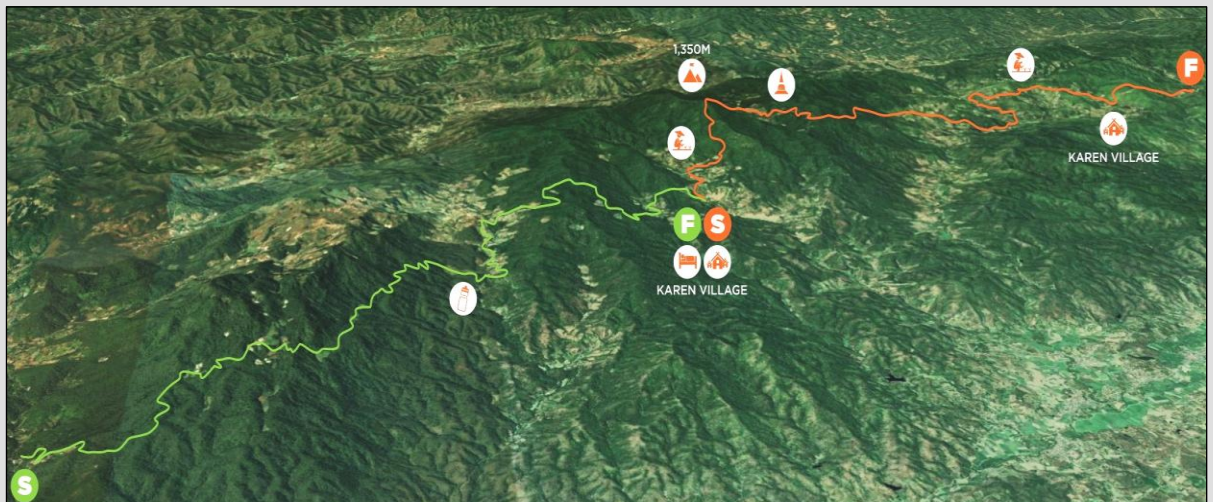 1,350M
F
KAREN VILLAGE
F S
KAREN VILLAGE
S